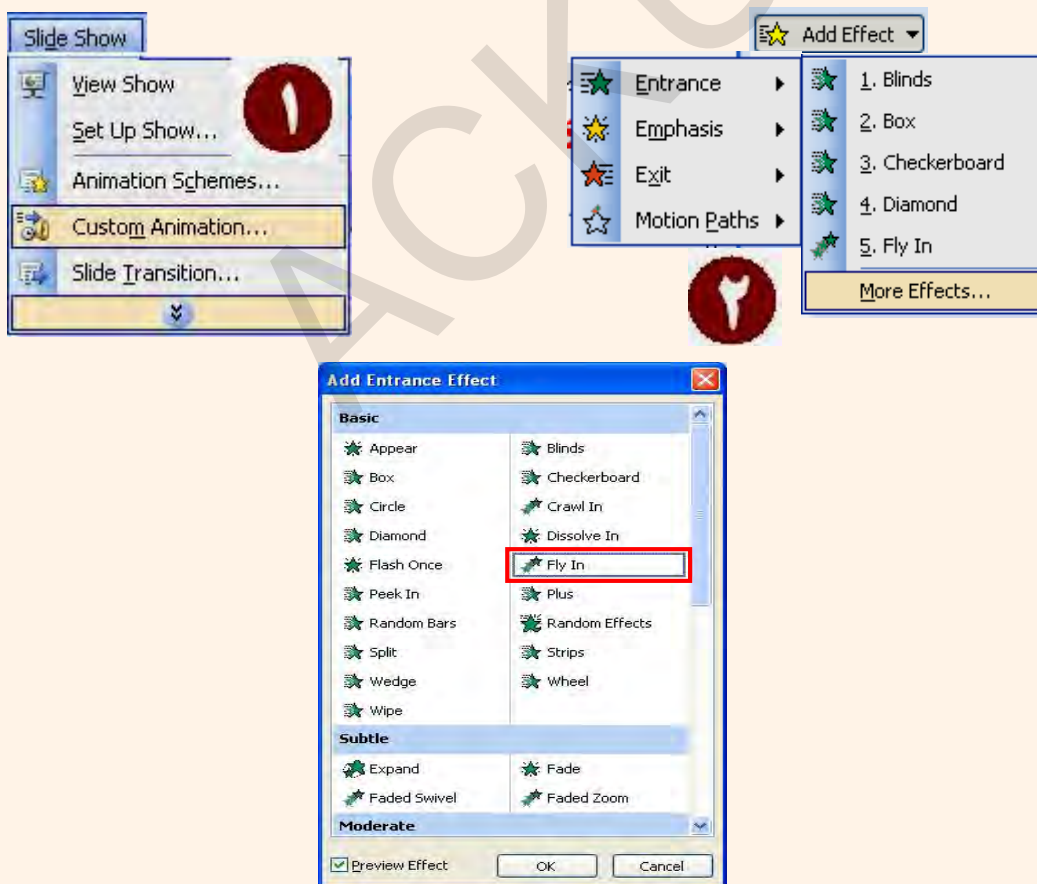 Slide Show
View Show
Set Up Show...
Animation Schemes...
Custom Animation...
Slide Transition...
۱
Add Effect
Entrance
Emphasis
Exit
Motion Paths
1. Blinds
2. Box
3. Checkerboard
4. Diamond
5. Fly In
More Effects...
۲
Add Entrance Effect
Basic
Appear Blinds
Box Checkerboard
Circle Crawl In
Diamond Dissolve In
Flash Once Fly In
Peek In Plus
Random Bars Random Effects
Split Strips
Wedge Wheel
Wipe
Subtle
Expand Fade
Faded Swivel Faded Zoom
Moderate
Preview Effect OK Cancel
ACKU